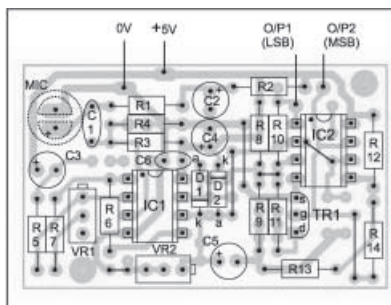 0V +5V O/P1 (LSB) O/P2 (MSB)
MIC
C1
R1
R4
R3
C2
C4
R2
R8
R10
IC2
R12
C3
C6
a
k
D1
D2
k
a
IC1
R5
R7
VR1
R6
VR2
C5
R9
R11
s
g
d
TR1
R13
R14